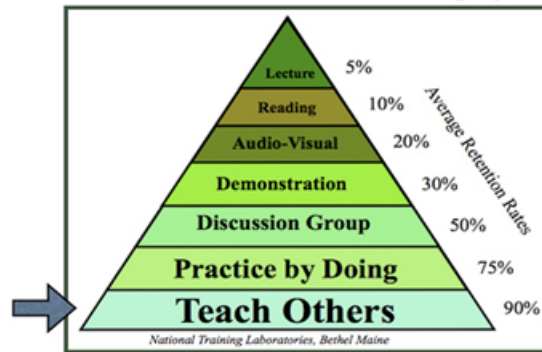 Lecture 5%
Reading 10%
Audio-Visual 20%
Demonstration 30%
Discussion Group 50%
Practice by Doing 75%
Teach Others 90%
Average Retention Rates
National Training Laboratories, Bethel Maine